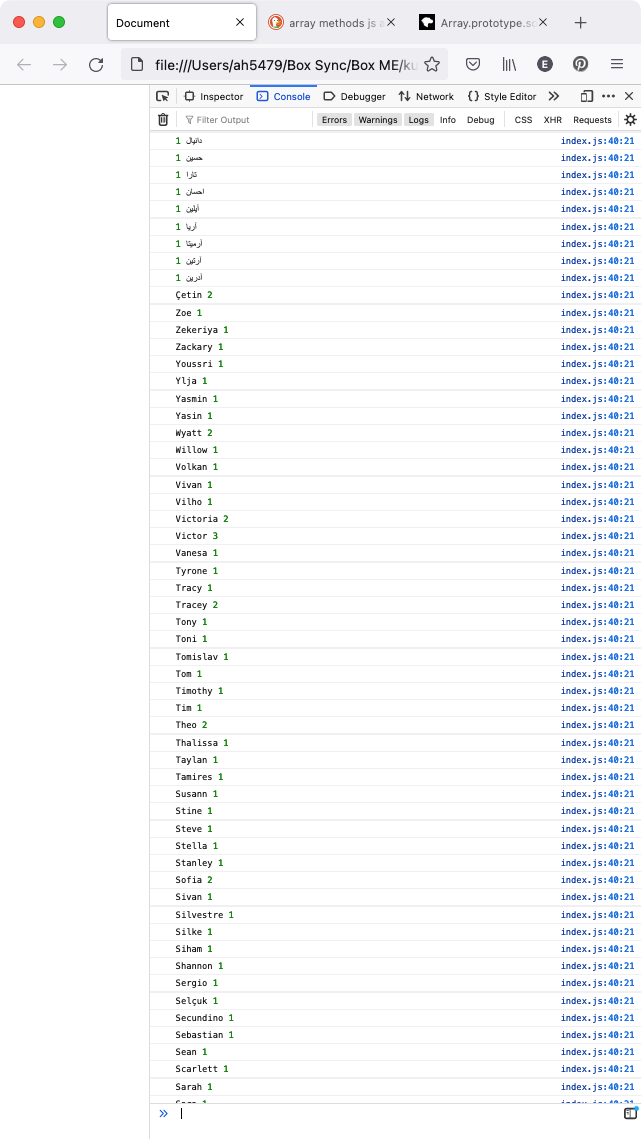 Document
array methods js a
Array.prototype.so
file:///Users/ah5479/Box Sync/Box ME/ku
E
Inspector
Console
Debugger
Network
Style Editor
Filter Output
Errors
Warnings
Logs
Info
Debug
CSS
XHR
Requests
دانیال 1 index.js:40:21
حسین 1 index.js:40:21
تارا 1 index.js:40:21
احسان 1 index.js:40:21
آیلین 1 index.js:40:21
آریا 1 index.js:40:21
آرمیتا 1 index.js:40:21
آرتین 1 index.js:40:21
آدرین 1 index.js:40:21
Çetin 2 index.js:40:21
Zoe 1 index.js:40:21
Zekeriya 1 index.js:40:21
Zackary 1 index.js:40:21
Youssri 1 index.js:40:21
Ylja 1 index.js:40:21
Yasmin 1 index.js:40:21
Yasin 1 index.js:40:21
Wyatt 2 index.js:40:21
Willow 1 index.js:40:21
Volkan 1 index.js:40:21
Vivan 1 index.js:40:21
Vilho 1 index.js:40:21
Victoria 2 index.js:40:21
Victor 3 index.js:40:21
Vanesa 1 index.js:40:21
Tyrone 1 index.js:40:21
Tracy 1 index.js:40:21
Tracey 2 index.js:40:21
Tony 1 index.js:40:21
Toni 1 index.js:40:21
Tomislav 1 index.js:40:21
Tom 1 index.js:40:21
Timothy 1 index.js:40:21
Tim 1 index.js:40:21
Theo 2 index.js:40:21
Thalissa 1 index.js:40:21
Taylan 1 index.js:40:21
Tamires 1 index.js:40:21
Susann 1 index.js:40:21
Stine 1 index.js:40:21
Steve 1 index.js:40:21
Stella 1 index.js:40:21
Stanley 1 index.js:40:21
Sofia 2 index.js:40:21
Sivan 1 index.js:40:21
Silvestre 1 index.js:40:21
Silke 1 index.js:40:21
Siham 1 index.js:40:21
Shannon 1 index.js:40:21
Sergio 1 index.js:40:21
Selçuk 1 index.js:40:21
Secundino 1 index.js:40:21
Sebastian 1 index.js:40:21
Sean 1 index.js:40:21
Scarlett 1 index.js:40:21
Sarah 1 index.js:40:21